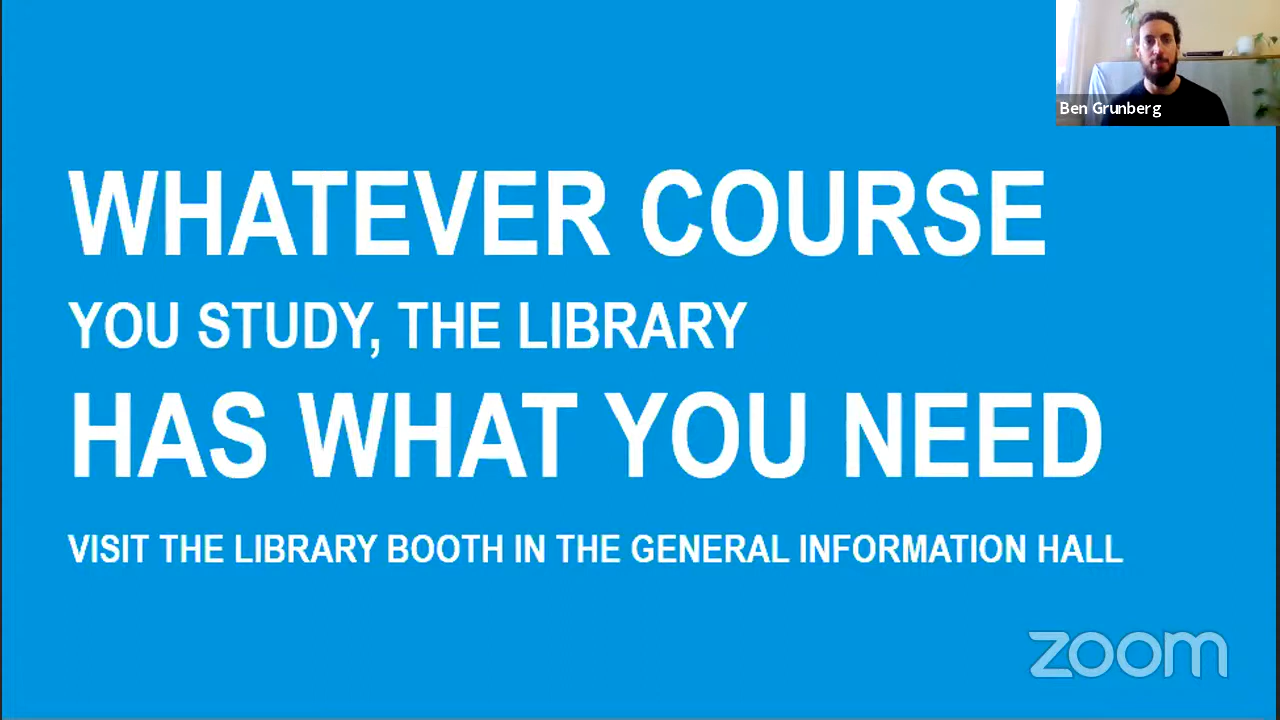 Ben Grunberg
WHATEVER COURSE
YOU STUDY, THE LIBRARY
HAS WHAT YOU NEED
VISIT THE LIBRARY BOOTH IN THE GENERAL INFORMATION HALL
zoom